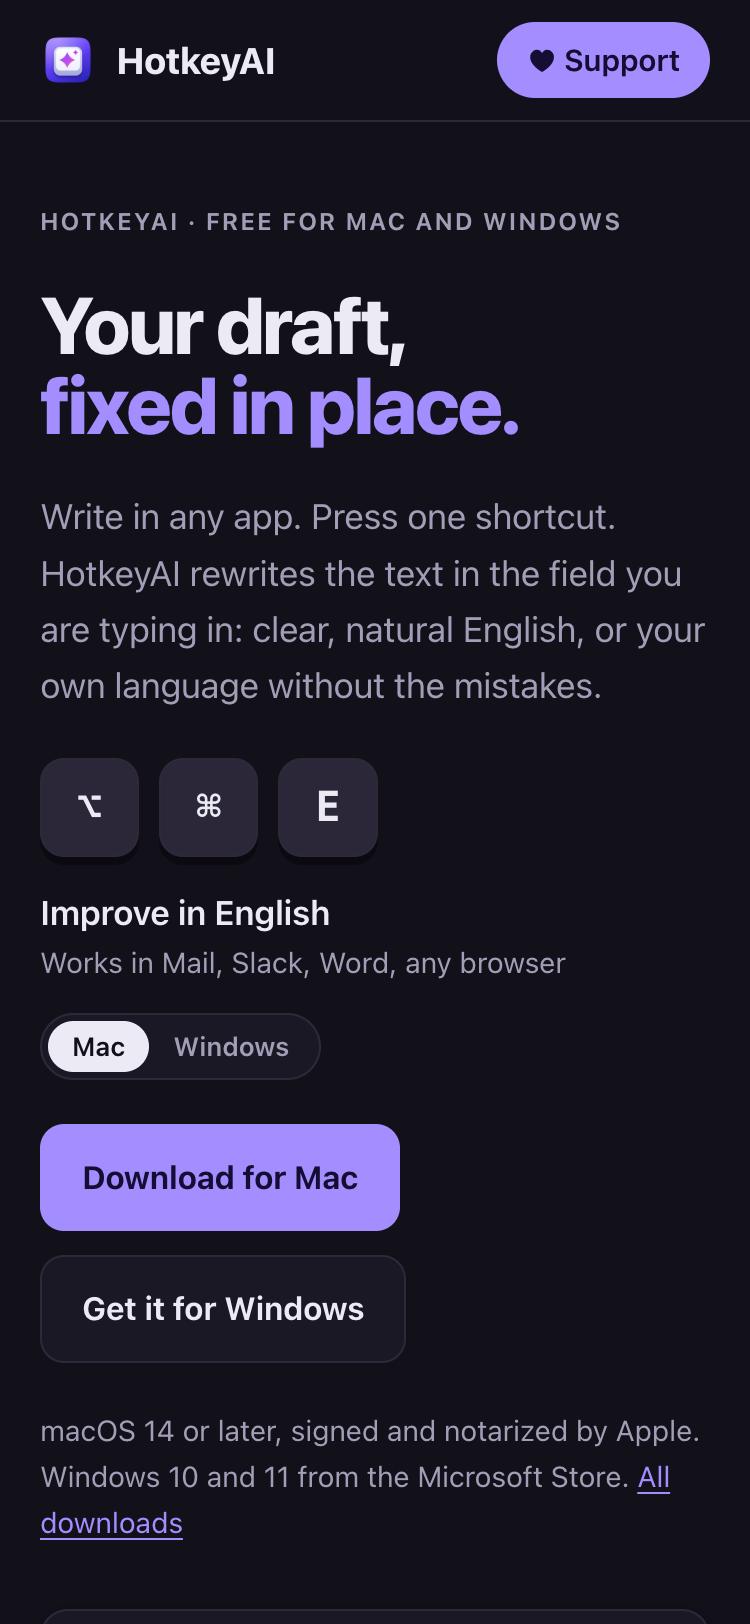 HotkeyAI
♥ Support
HOTKEYAI · FREE FOR MAC AND WINDOWS
Your draft,
fixed in place.
Write in any app. Press one shortcut.
HotkeyAI rewrites the text in the field you
are typing in: clear, natural English, or your
own language without the mistakes.
⌥ ⌘ E
Improve in English
Works in Mail, Slack, Word, any browser
Mac Windows
Download for Mac
Get it for Windows
macOS 14 or later, signed and notarized by Apple.
Windows 10 and 11 from the Microsoft Store. All
downloads